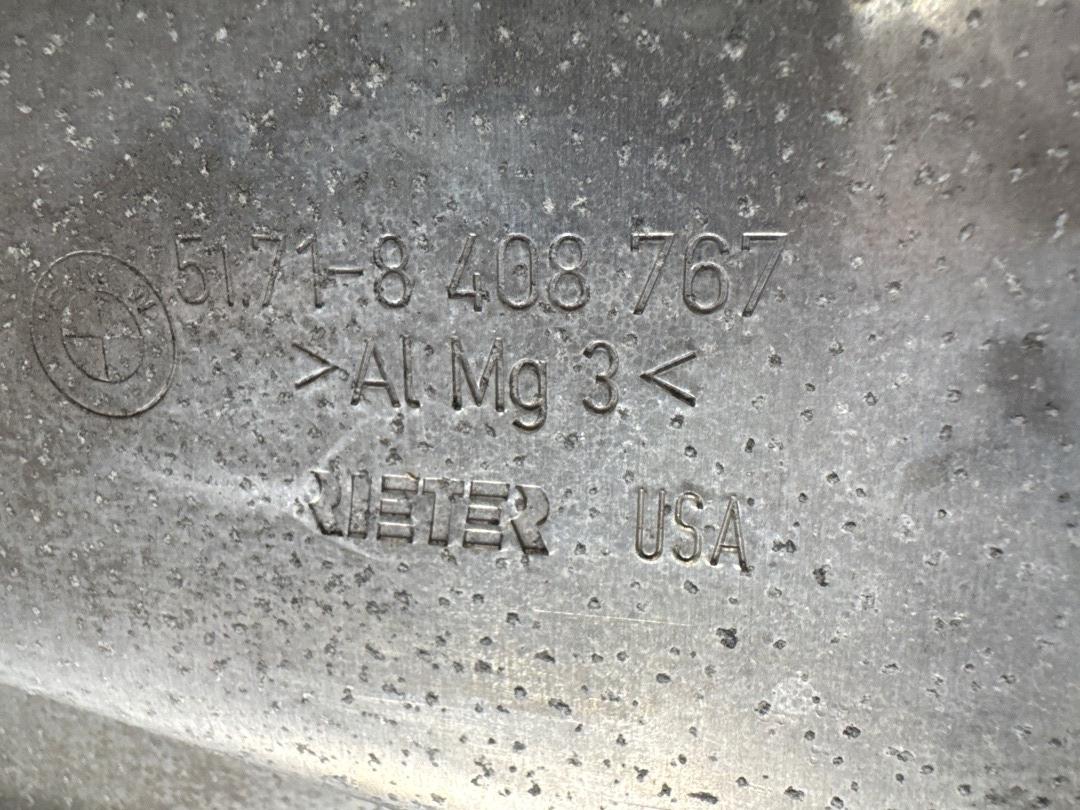 51.71-8 408 767
>Al Mg 3<
RIETER USA